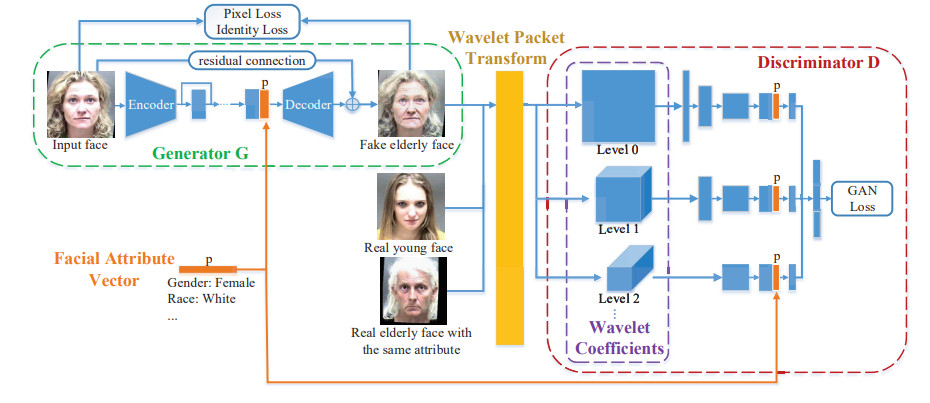 Pixel Loss
Identity Loss
residual connection
Wavelet Packet
Transform
Discriminator D
p
Encoder
Decoder
Input face
Fake elderly face
Generator G
Level 0
p
Real young face
Level 1
p
GAN
Loss
Facial Attribute
Vector
p
Gender: Female
Race: White
...
Real elderly face with
the same attribute
Level 2
p
Wavelet
Coefficients